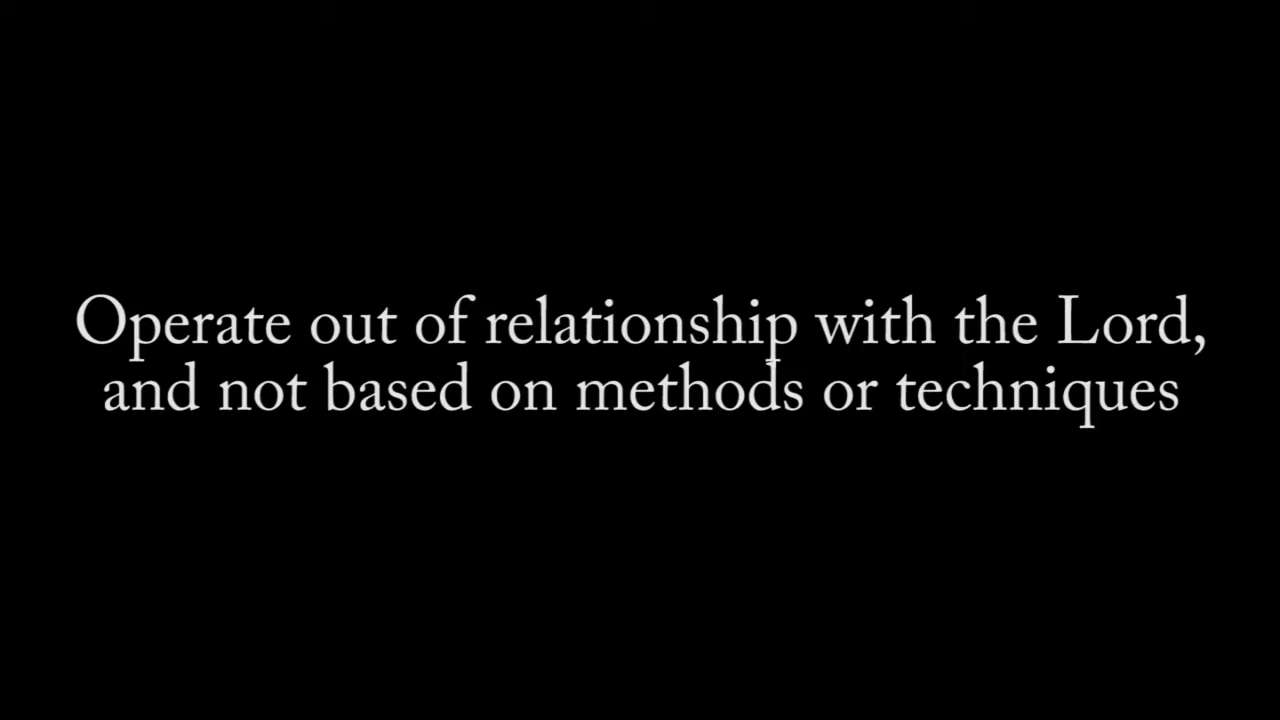 Operate out of relationship with the Lord,
and not based on methods or techniques